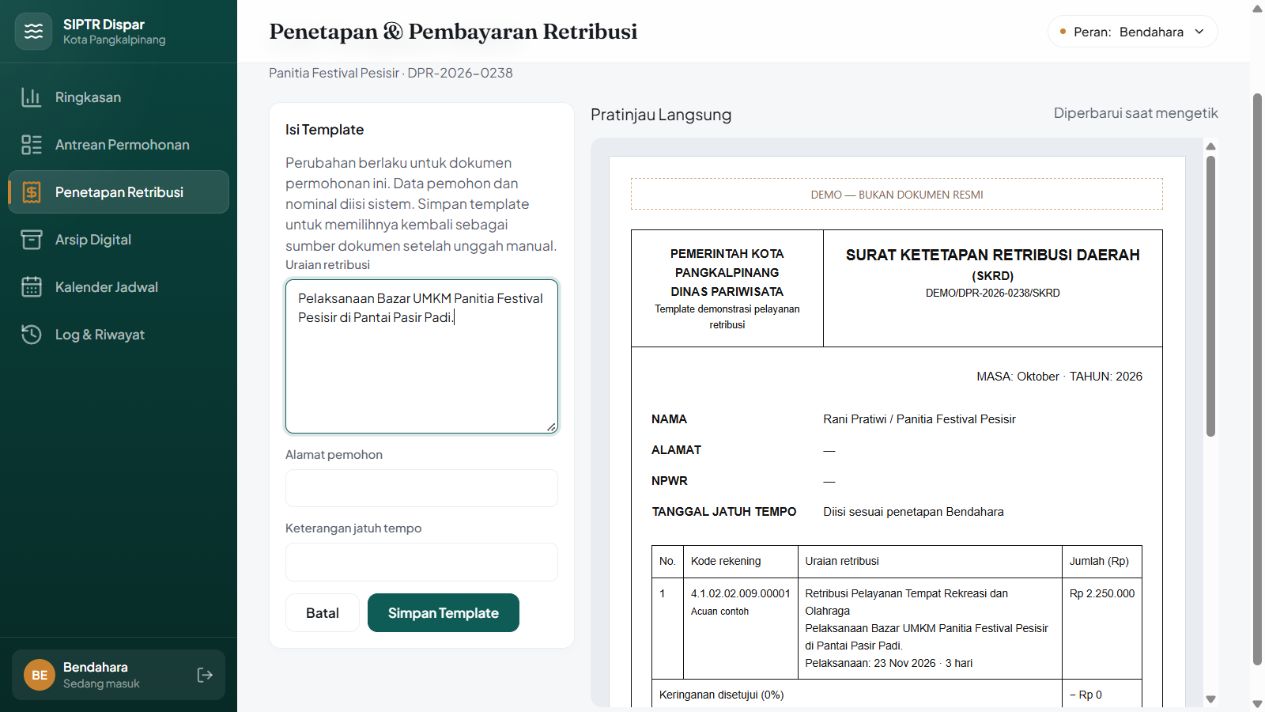 SIPTR Dispar
Kota Pangkalpinang
Ringkasan
Antrean Permohonan
Penetapan Retribusi
Arsip Digital
Kalender Jadwal
Log & Riwayat
BE
Bendahara
Sedang masuk
Penetapan & Pembayaran Retribusi
Peran: Bendahara
Panitia Festival Pesisir · DPR-2026-0238
Isi Template
Perubahan berlaku untuk dokumen
permohonan ini. Data pemohon dan
nominal diisi sistem. Simpan template
untuk memilihnya kembali sebagai
sumber dokumen setelah unggah manual.
Uraian retribusi
Pelaksanaan Bazar UMKM Panitia Festival
Pesisir di Pantai Pasir Padi.
Alamat pemohon
Keterangan jatuh tempo
Batal
Simpan Template
Pratinjau Langsung
Diperbarui saat mengetik
DEMO — BUKAN DOKUMEN RESMI
PEMERINTAH KOTA
PANGKALPINANG
DINAS PARIWISATA
Template demonstrasi pelayanan
retribusi
SURAT KETETAPAN RETRIBUSI DAERAH
(SKRD)
DEMO/DPR-2026-0238/SKRD
MASA: Oktober · TAHUN: 2026
NAMA Rani Pratiwi / Panitia Festival Pesisir
ALAMAT —
NPWR —
TANGGAL JATUH TEMPO Diisi sesuai penetapan Bendahara
No. Kode rekening Uraian retribusi Jumlah (Rp)
1 4.1.02.02.009.00001 Retribusi Pelayanan Tempat Rekreasi dan Rp 2.250.000
Acuan contoh Olahraga
Pelaksanaan Bazar UMKM Panitia Festival Pesisir
di Pantai Pasir Padi.
Pelaksanaan: 23 Nov 2026 · 3 hari
Keringanan disetujui (0%) − Rp 0